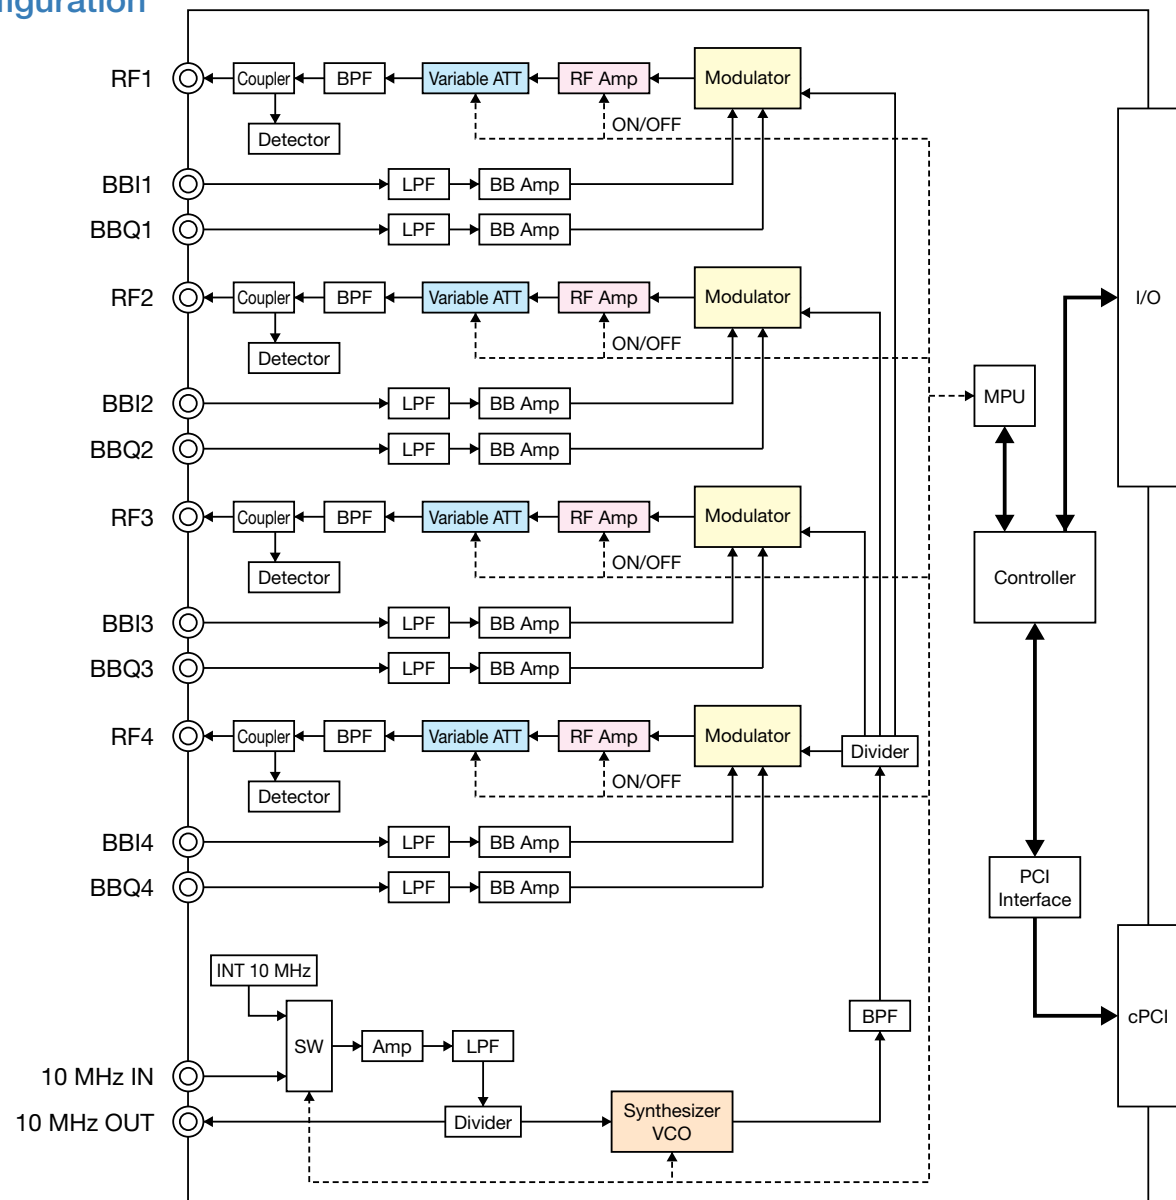 figuration
RF1
Coupler
BPF
Variable ATT
RF Amp
Modulator
ON/OFF
Detector
BBI1
LPF
BB Amp
BBQ1
LPF
BB Amp
RF2
Coupler
BPF
Variable ATT
RF Amp
Modulator
I/O
ON/OFF
Detector
MPU
BBI2
LPF
BB Amp
BBQ2
LPF
BB Amp
RF3
Coupler
BPF
Variable ATT
RF Amp
Modulator
ON/OFF
Detector
Controller
BBI3
LPF
BB Amp
BBQ3
LPF
BB Amp
RF4
Coupler
BPF
Variable ATT
RF Amp
Modulator
Divider
ON/OFF
Detector
BBI4
LPF
BB Amp
BBQ4
LPF
BB Amp
PCI
Interface
INT 10 MHz
BPF
cPCI
SW
Amp
LPF
10 MHz IN
10 MHz OUT
Divider
Synthesizer
VCO